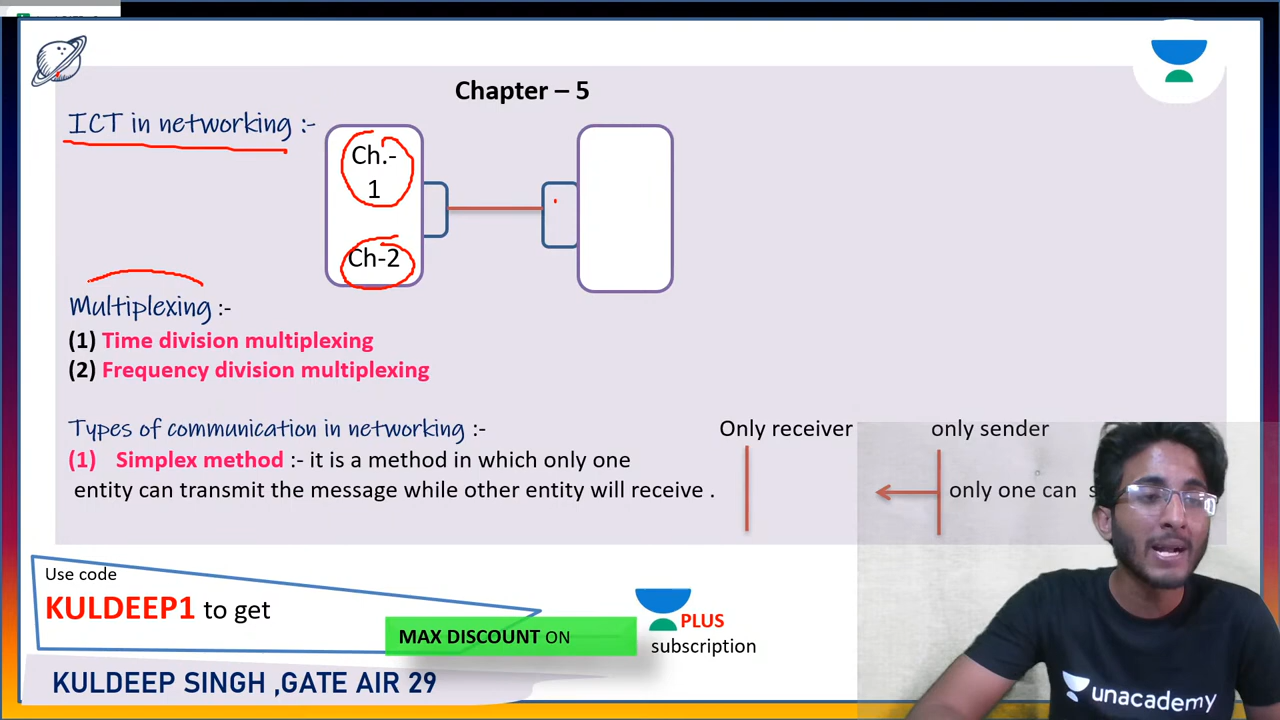 Chapter – 5
ICT in networking :-
Ch.-
1
Ch-2
Multiplexing :-
(1) Time division multiplexing
(2) Frequency division multiplexing
Types of communication in networking :-
Only receiver
only sender
(1) Simplex method :- it is a method in which only one
entity can transmit the message while other entity will receive .
only one can
Use code
KULDEEP1 to get
MAX DISCOUNT ON
PLUS
subscription
KULDEEP SINGH ,GATE AIR 29
unacademy